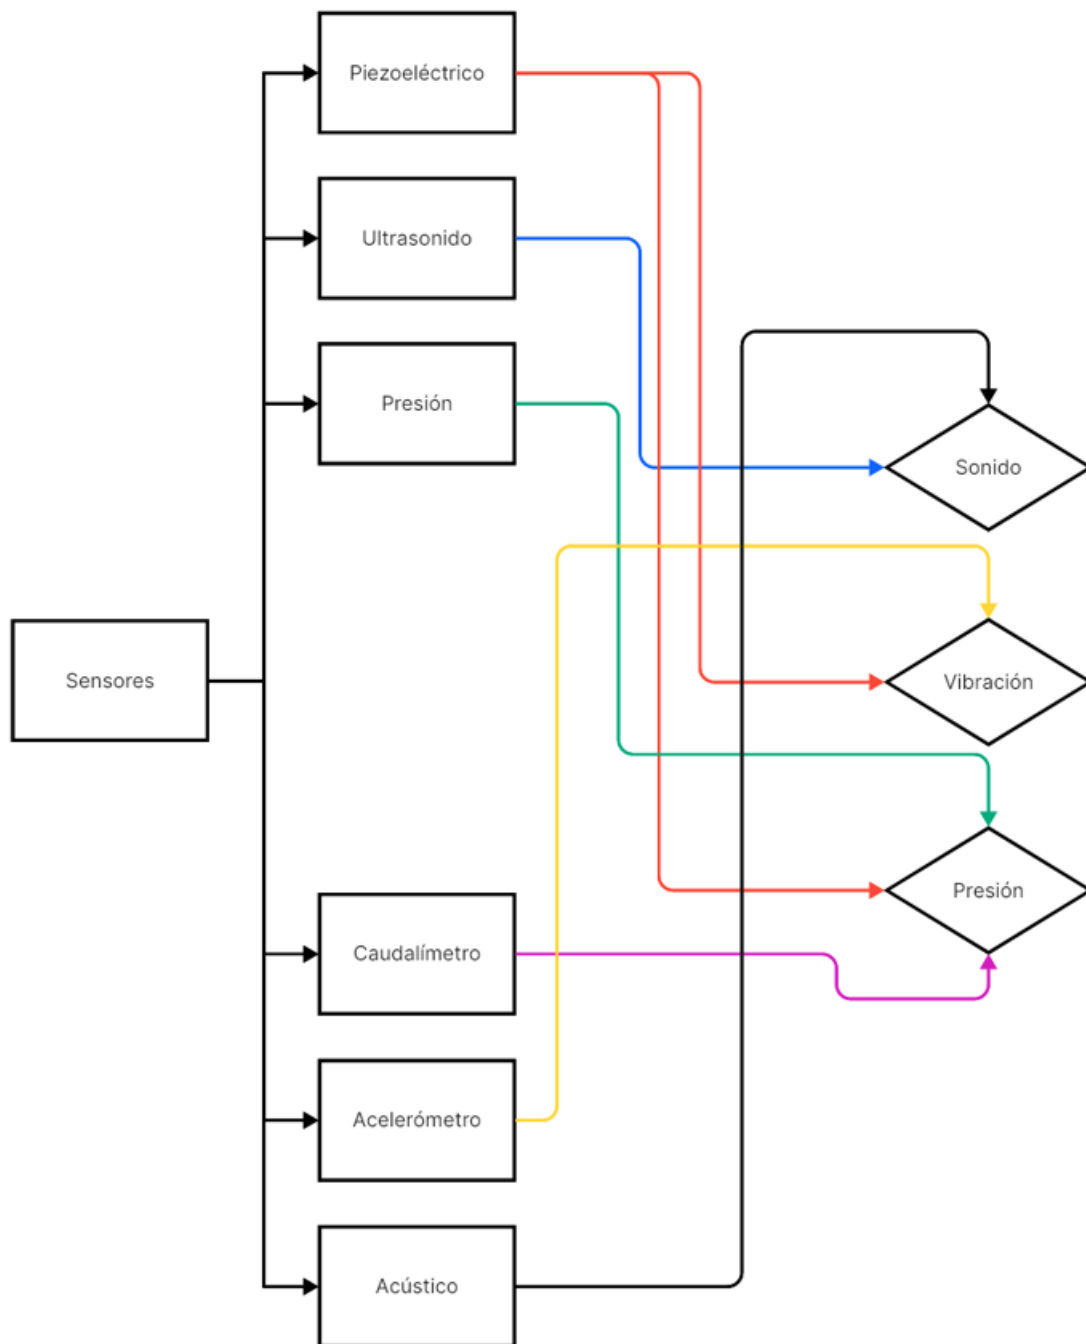 Piezoeléctrico
Ultrasonido
Presión
Sonido
Sensores
Vibración
Presión
Caudalímetro
Acelerómetro
Acústico